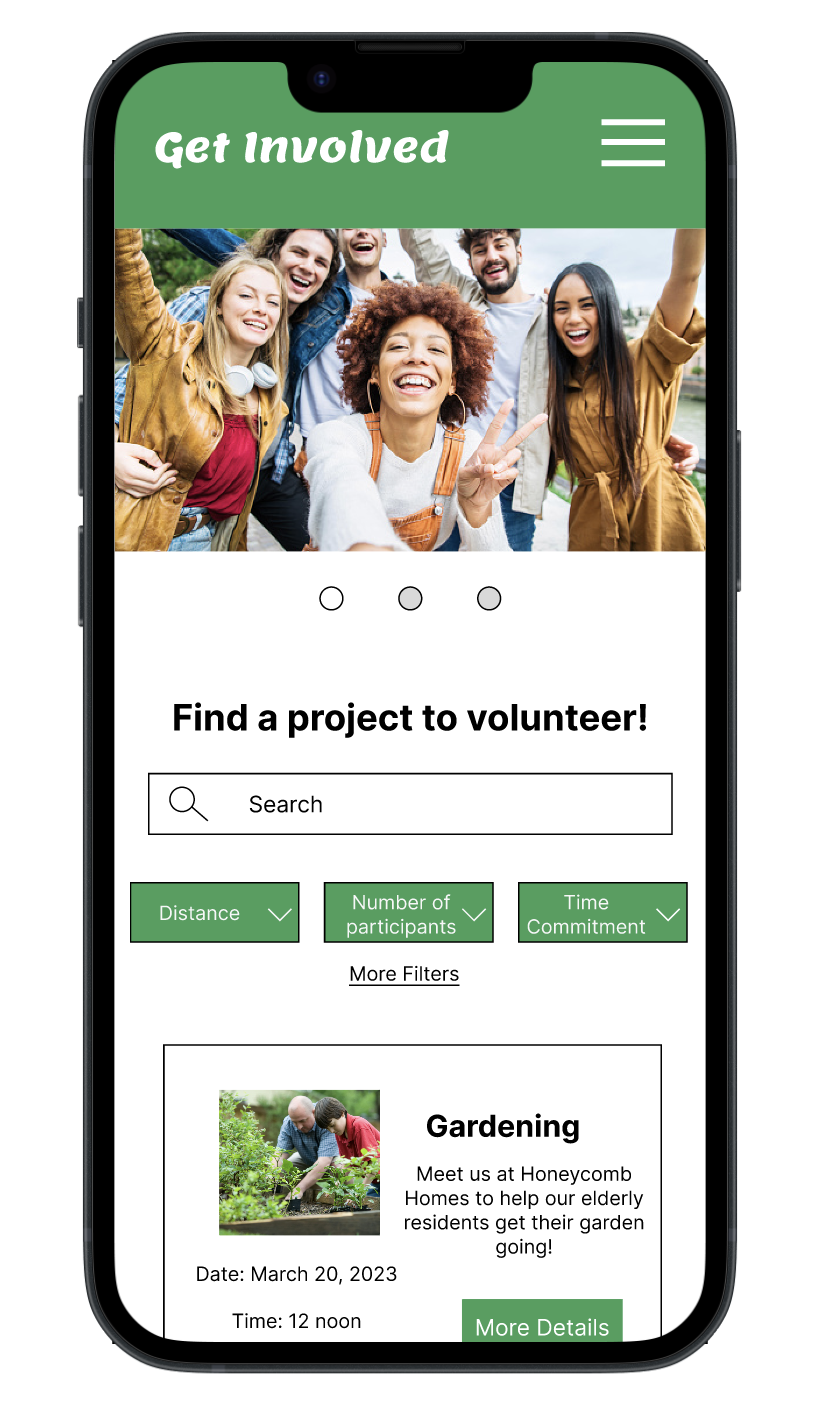 Get Involved
Find a project to volunteer!
Search
Distance
Number of
participants
Time
Commitment
More Filters
Gardening
Meet us at Honeycomb
Homes to help our elderly
residents get their garden
going!
Date: March 20, 2023
Time: 12 noon
More Details